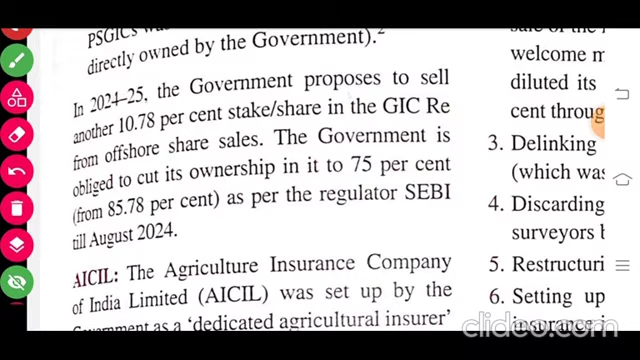 PSGICs was
directly owned by the Government).2
In 2024–25, the Government proposes to sell
another 10.78 per cent stake/share in the GIC Re
from offshore share sales. The Government is
obliged to cut its ownership in it to 75 per cent
(from 85.78 per cent) as per the regulator SEBI
till August 2024.
AICIL: The Agriculture Insurance Company
of India Limited (AICIL) was set up by the
Government as a 'dedicated agricultural insurer'
welcome m
diluted its
cent throug
3. Delinking
(which was
4. Discarding
surveyors b
5. Restructuri
6. Setting up
insurance i
clideo.com